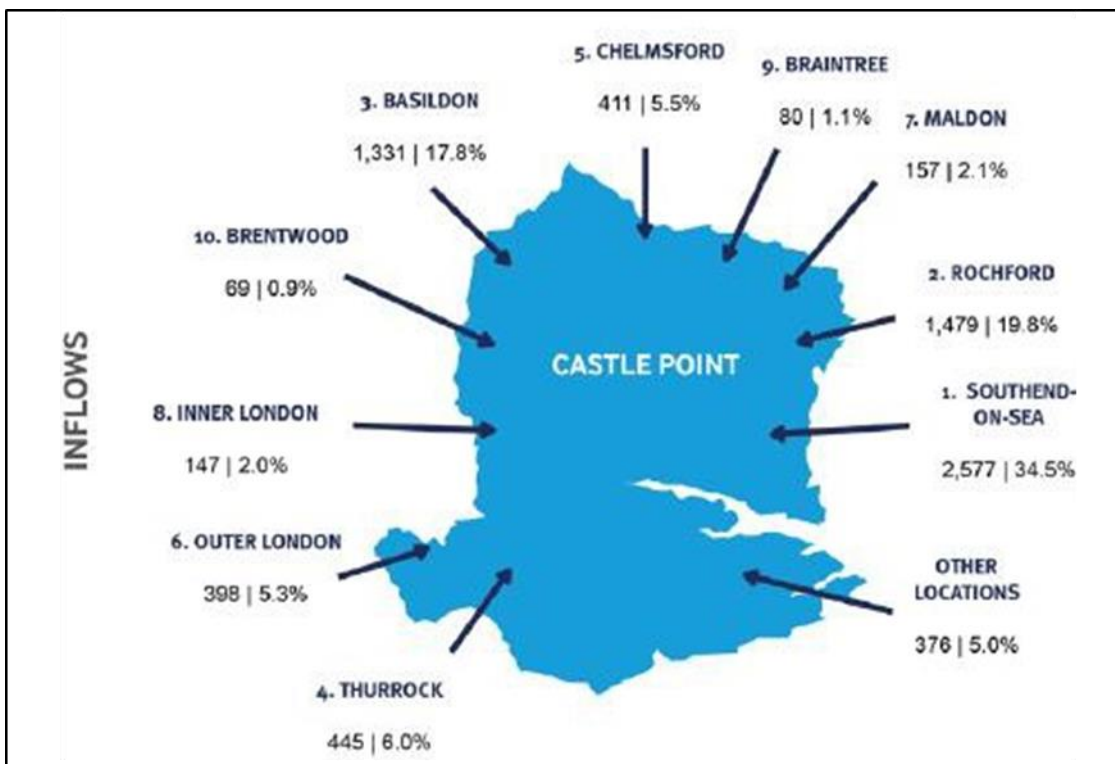 5. CHELMSFORD
411 | 5.5%
9. BRAINTREE
80 | 1.1%
3. BASILDON
1,331 | 17.8%
7. MALDON
157 | 2.1%
10. BRENTWOOD
69 | 0.9%
2. ROCHFORD
1,479 | 19.8%
CASTLE POINT
INFLOWS
8. INNER LONDON
147 | 2.0%
1. SOUTHEND-
ON-SEA
2,577 | 34.5%
6. OUTER LONDON
398 | 5.3%
OTHER
LOCATIONS
376 | 5.0%
4. THURROCK
445 | 6.0%